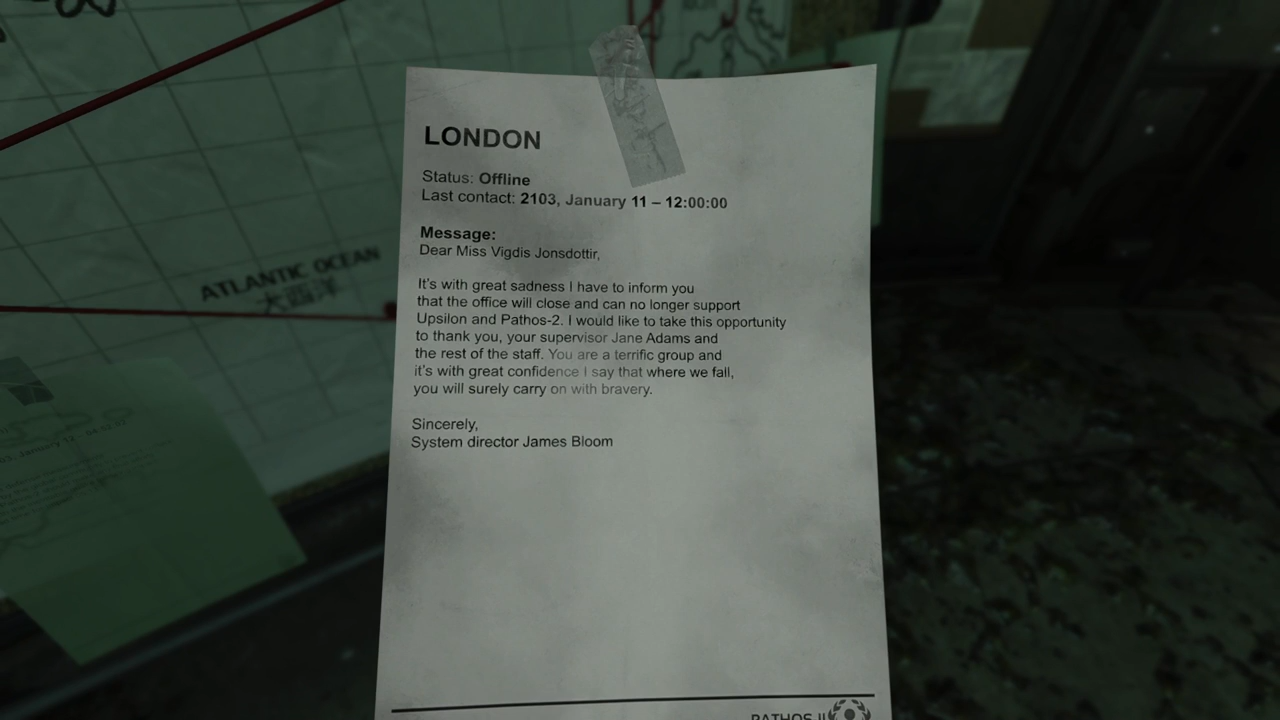 LONDON
Status: Offline
Last contact: 2103, January 11 – 12:00:00
Message:
Dear Miss Vigdis Jonsdottir,
It's with great sadness I have to inform you
that the office will close and can no longer support
Upsilon and Pathos-2. I would like to take this opportunity
to thank you, your supervisor Jane Adams and
the rest of the staff. You are a terrific group and
it's with great confidence I say that where we fall,
you will surely carry on with bravery.
Sincerely,
System director James Bloom
PATHOS II
ATLANTIC OCEAN
大西洋